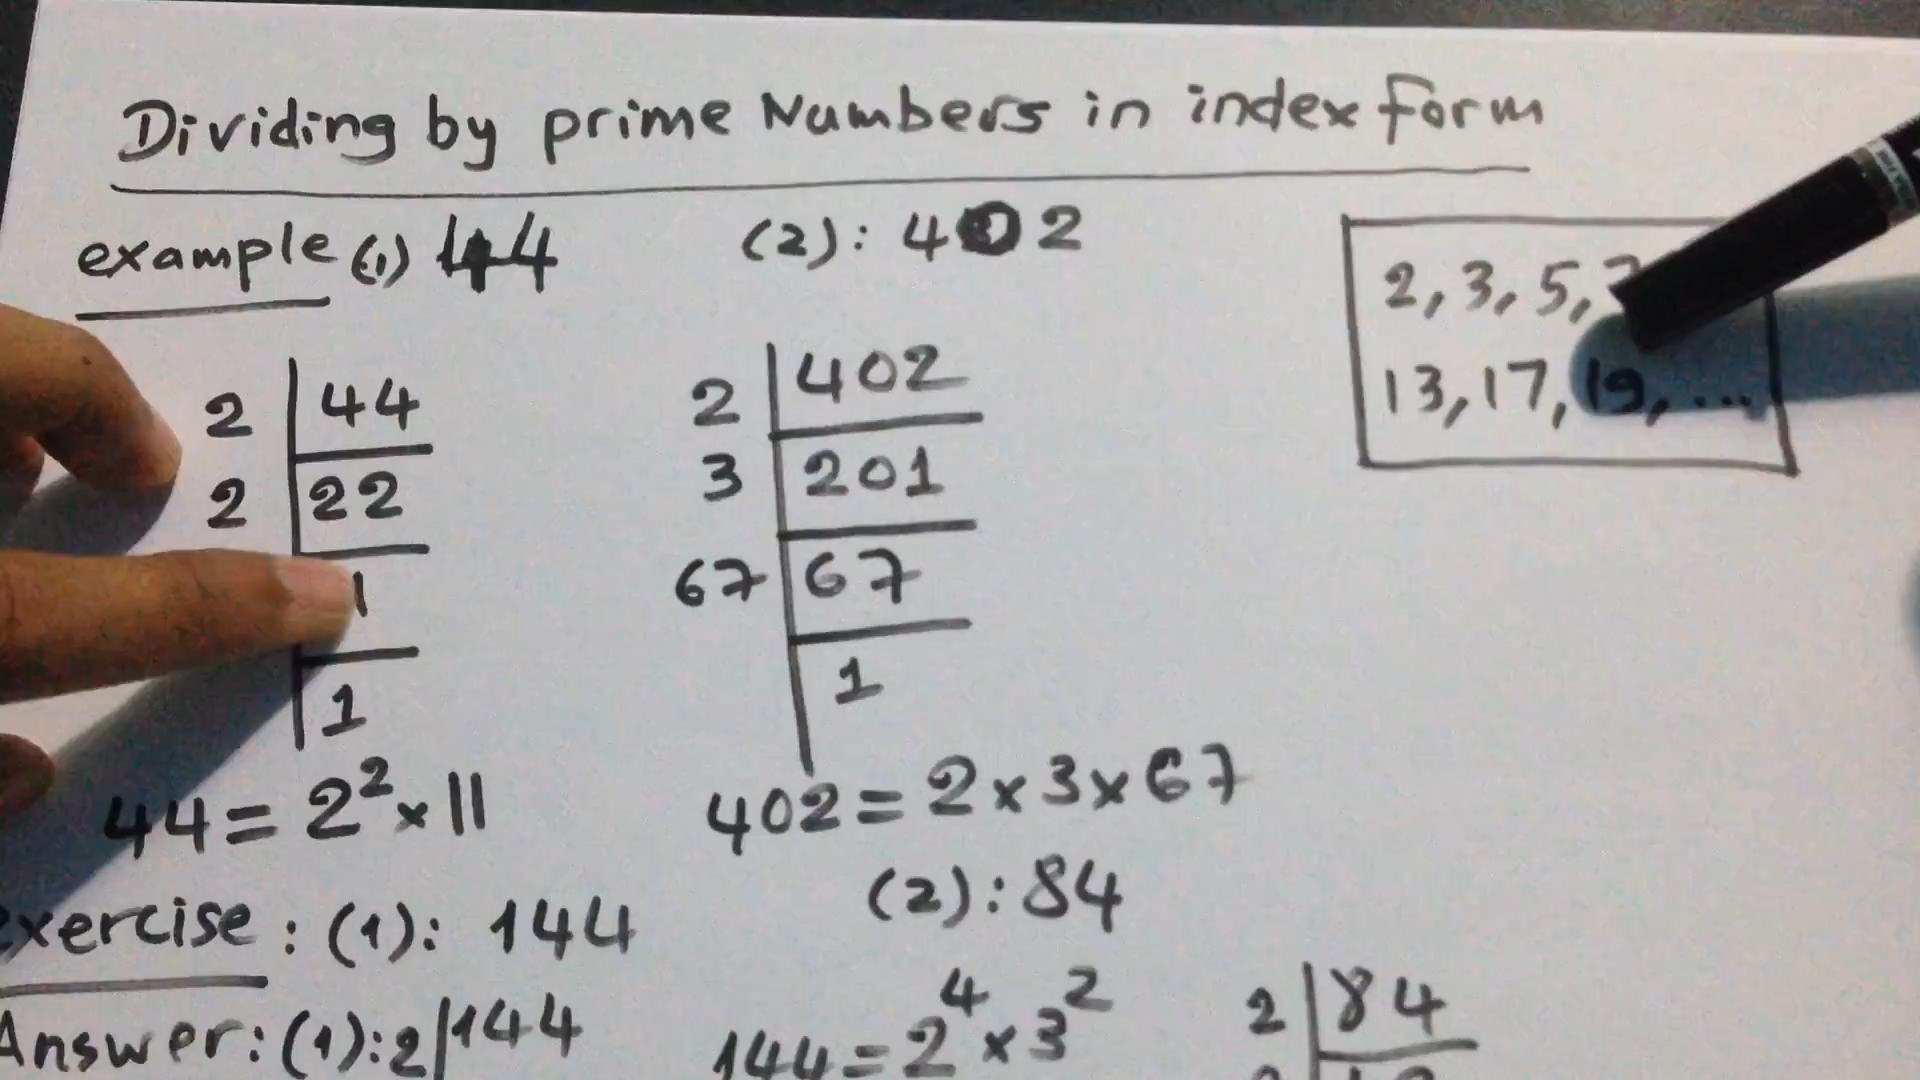 Dividing by prime Numbers in index form
example (1) 44
(2): 402
2, 3, 5,
13, 17, 19, ...
2 | 44
2 | 22
1
1
44 = 2² × 11
2 | 402
3 | 201
67 | 67
1
402 = 2 × 3 × 67
exercise : (1): 144
(2): 84
Answer: (1): 2 | 144
144 = 2⁴ × 3²
2 | 84